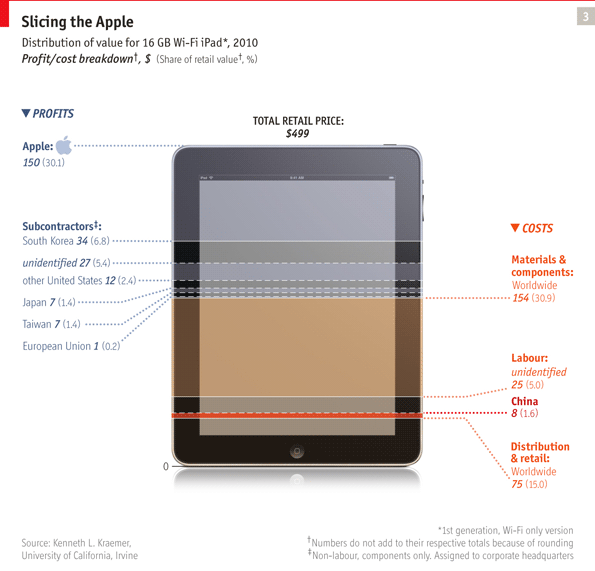 Slicing the Apple
3
Distribution of value for 16 GB Wi-Fi iPad*, 2010
Profit/cost breakdown†, $ (Share of retail value†, %)
▼ PROFITS
TOTAL RETAIL PRICE:
$499
Apple:
150 (30.1)
Subcontractors‡:
South Korea 34 (6.8)
unidentified 27 (5.4)
other United States 12 (2.4)
Japan 7 (1.4)
Taiwan 7 (1.4)
European Union 1 (0.2)
▼ COSTS
Materials &
components:
Worldwide
154 (30.9)
Labour:
unidentified
25 (5.0)
China
8 (1.6)
Distribution
& retail:
Worldwide
75 (15.0)
0
*1st generation, Wi-Fi only version
†Numbers do not add to their respective totals because of rounding
‡Non-labour, components only. Assigned to corporate headquarters
Source: Kenneth L. Kraemer,
University of California, Irvine